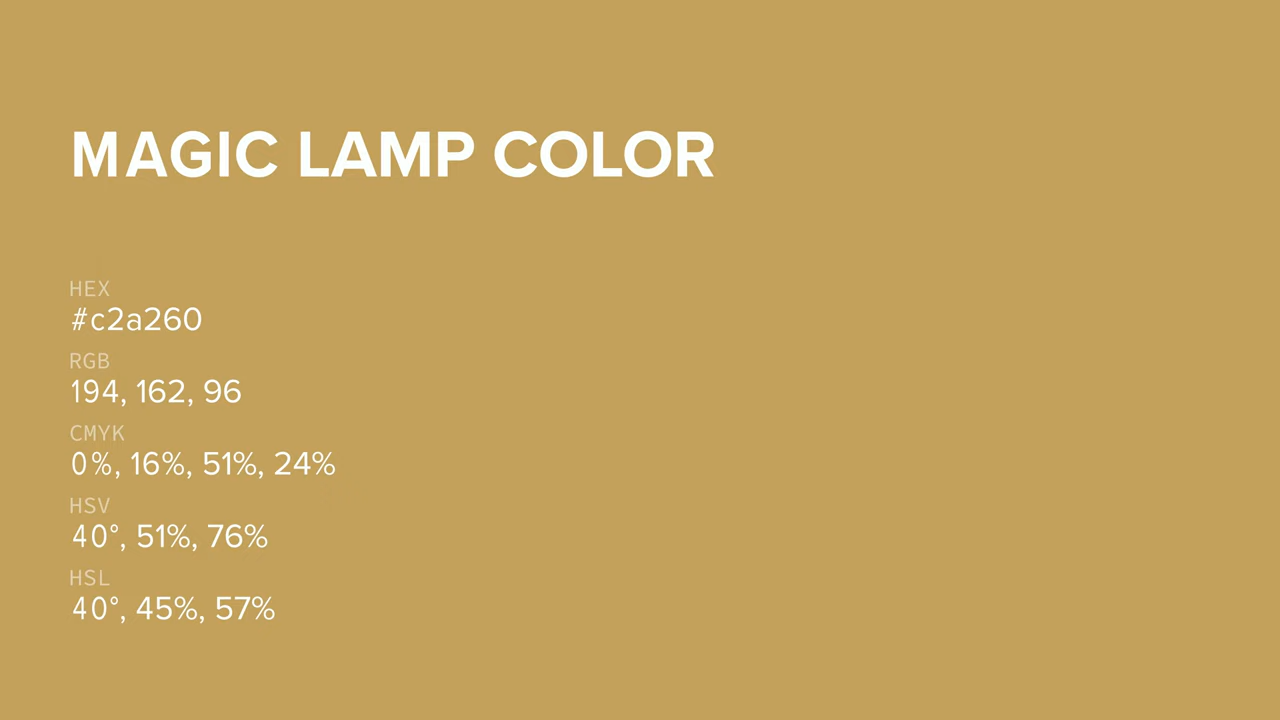 MAGIC LAMP COLOR
HEX
#c2a260
RGB
194, 162, 96
CMYK
0%, 16%, 51%, 24%
HSV
40°, 51%, 76%
HSL
40°, 45%, 57%